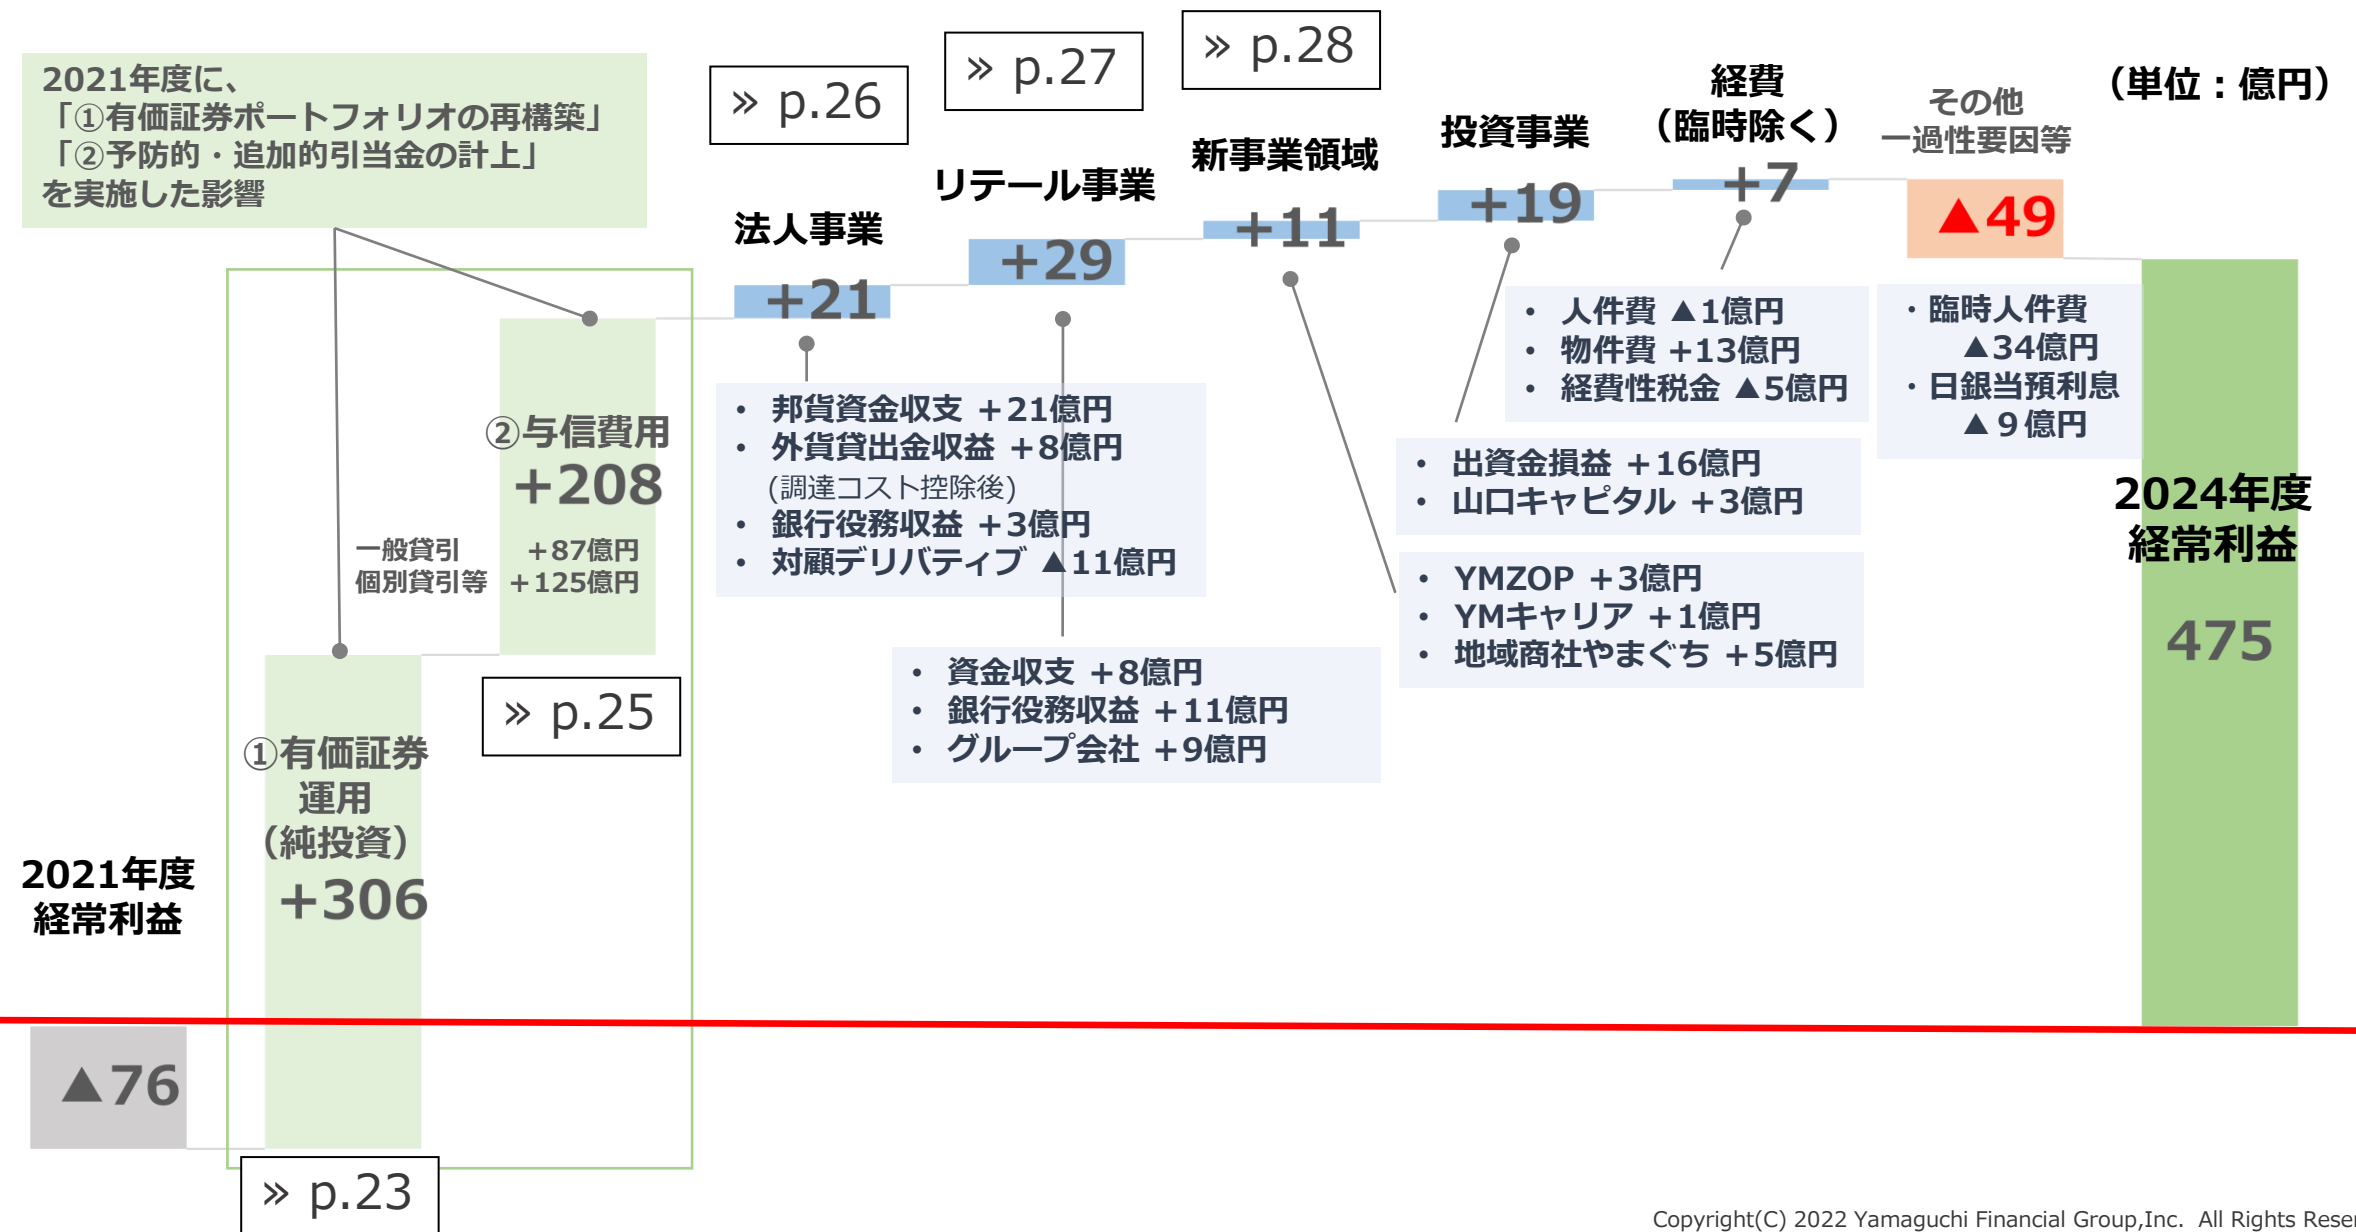 2021年度に、
「①有価証券ポートフォリオの再構築」
「②予防的・追加的引当金の計上」
を実施した影響
» p.26
» p.27
» p.28
（単位：億円）
2021年度
経常利益
▲76
①有価証券
運用
（純投資）
+306
» p.23
②与信費用
+208
一般貸引 +87億円
個別貸引等 +125億円
» p.25
法人事業
+21
• 邦貨資金収支 +21億円
• 外貨貸出金収益 +8億円
(調達コスト控除後)
• 銀行役務収益 +3億円
• 対顧デリバティブ ▲11億円
リテール事業
+29
• 資金収支 +8億円
• 銀行役務収益 +11億円
• グループ会社 +9億円
新事業領域
+11
• YMZOP +3億円
• YMキャリア +1億円
• 地域商社やまぐち +5億円
投資事業
+19
• 出資金損益 +16億円
• 山口キャピタル +3億円
経費
（臨時除く）
+7
• 人件費 ▲1億円
• 物件費 +13億円
• 経費性税金 ▲5億円
その他
一過性要因等
▲49
・臨時人件費
▲34億円
・日銀当預利息
▲９億円
2024年度
経常利益
475
Copyright(C) 2022 Yamaguchi Financial Group,Inc. All Rights Reser